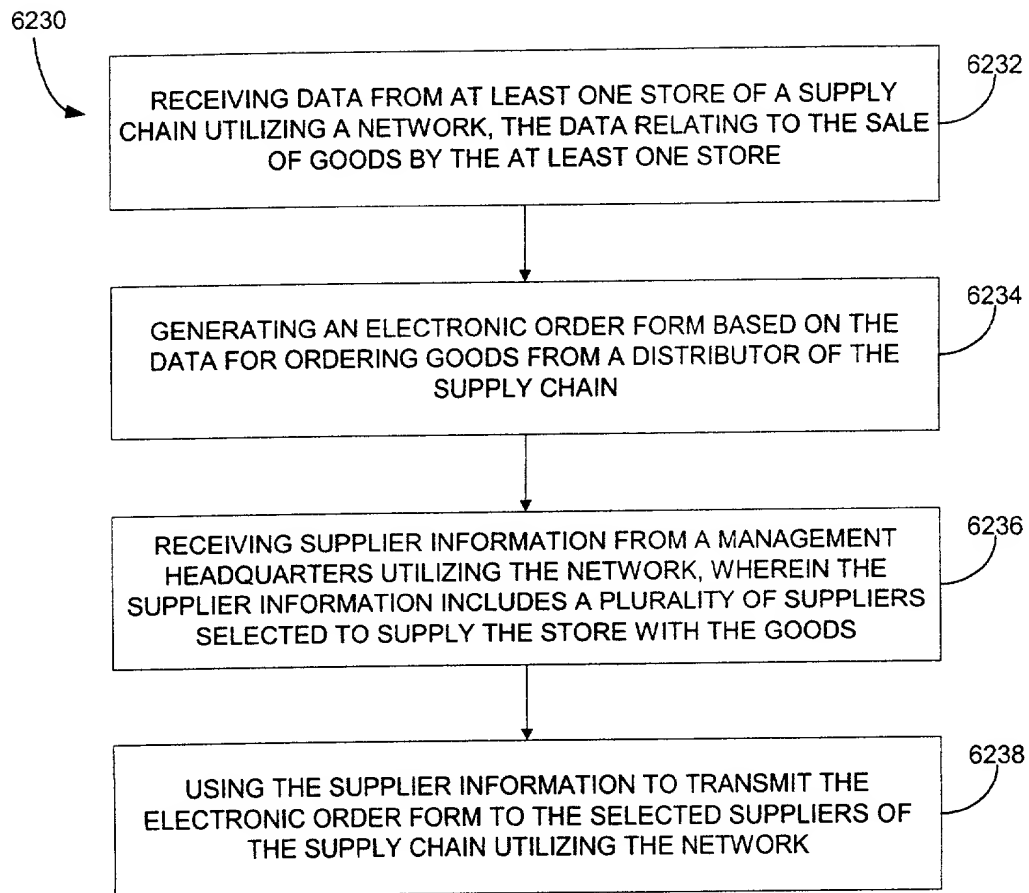 6230
6232
RECEIVING DATA FROM AT LEAST ONE STORE OF A SUPPLY
CHAIN UTILIZING A NETWORK, THE DATA RELATING TO THE SALE
OF GOODS BY THE AT LEAST ONE STORE
6234
GENERATING AN ELECTRONIC ORDER FORM BASED ON THE
DATA FOR ORDERING GOODS FROM A DISTRIBUTOR OF THE
SUPPLY CHAIN
6236
RECEIVING SUPPLIER INFORMATION FROM A MANAGEMENT
HEADQUARTERS UTILIZING THE NETWORK, WHEREIN THE
SUPPLIER INFORMATION INCLUDES A PLURALITY OF SUPPLIERS
SELECTED TO SUPPLY THE STORE WITH THE GOODS
6238
USING THE SUPPLIER INFORMATION TO TRANSMIT THE
ELECTRONIC ORDER FORM TO THE SELECTED SUPPLIERS OF
THE SUPPLY CHAIN UTILIZING THE NETWORK